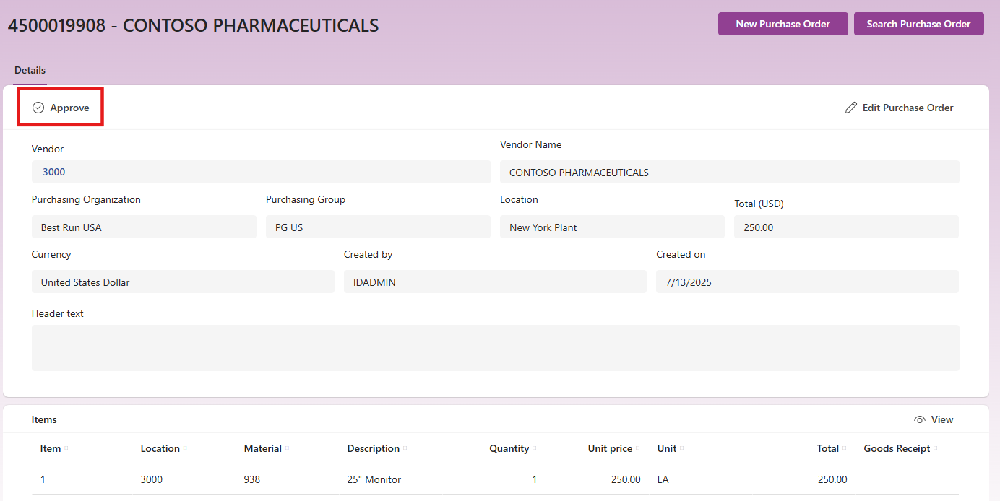 4500019908 - CONTOSO PHARMACEUTICALS
New Purchase Order
Search Purchase Order
Details
Approve
Edit Purchase Order
Vendor
Vendor Name
3000
CONTOSO PHARMACEUTICALS
Purchasing Organization
Purchasing Group
Location
Total (USD)
Best Run USA
PG US
New York Plant
250.00
Currency
Created by
Created on
United States Dollar
IDADMIN
7/13/2025
Header text
Items
View
Item Location Material Description Quantity Unit price Unit Total Goods Receipt
1 3000 938 25" Monitor 1 250.00 EA 250.00